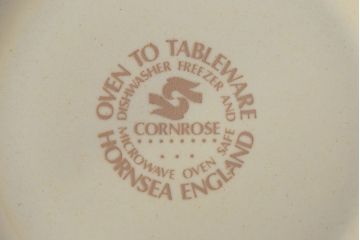 OVEN TO TABLEWARE
DISHWASHER FREEZER AND
CORNROSE
MICROWAVE OVEN SAFE
HORNSEA ENGLAND